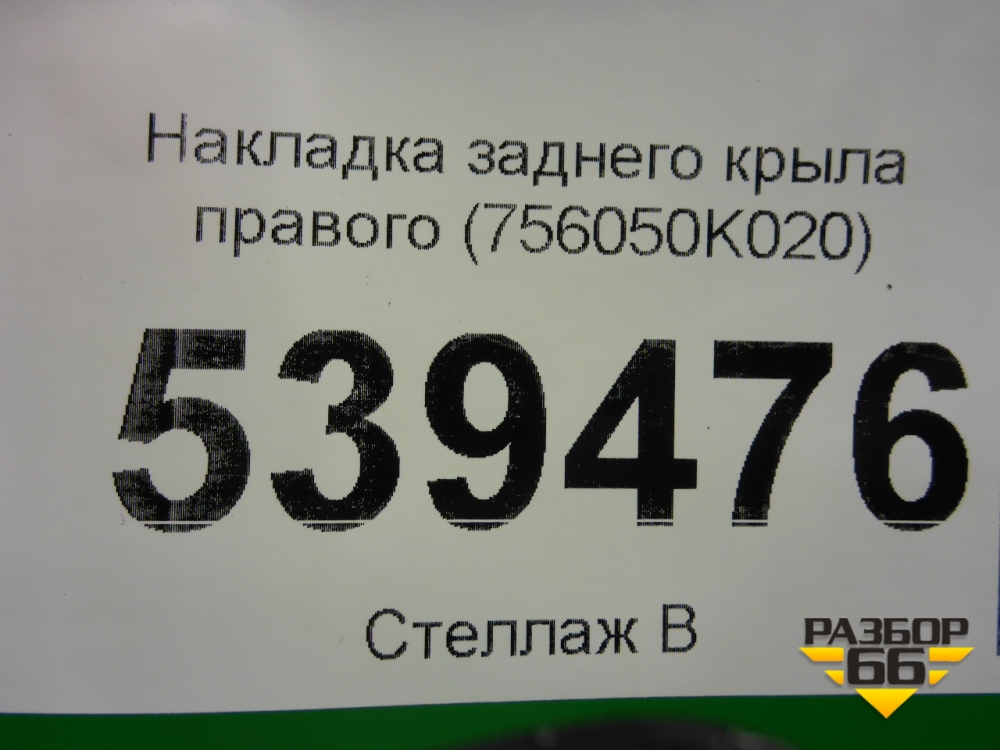 Накладка заднего крыла
правого (756050K020)
539476
Стеллаж В
РАЗБОР
66